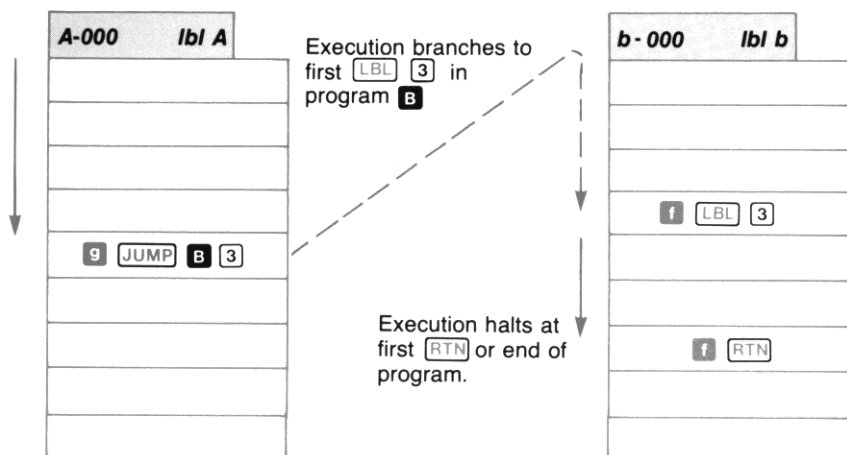 A-000 lbl A
Execution branches to
first LBL 3 in
program B
g JUMP B 3
b-000 lbl b
f LBL 3
Execution halts at
first RTN or end of
program.
f RTN